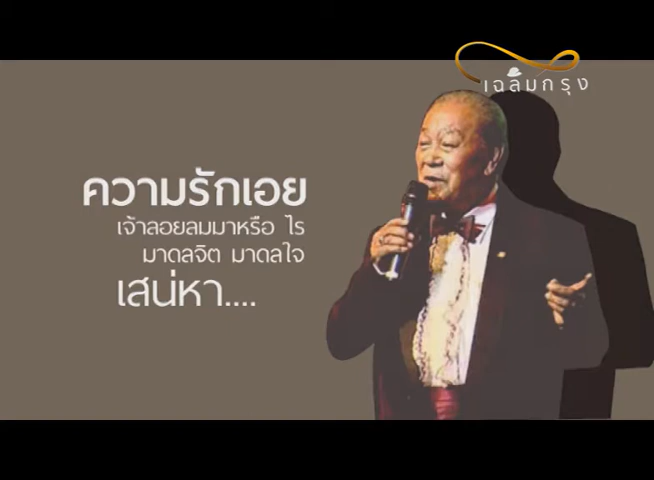 เฉลิมกรุง
ความรักเอย
เจ้าลอยลมมาหรือ ไร
มาดลจิต มาดลใจ
เสน่หา....